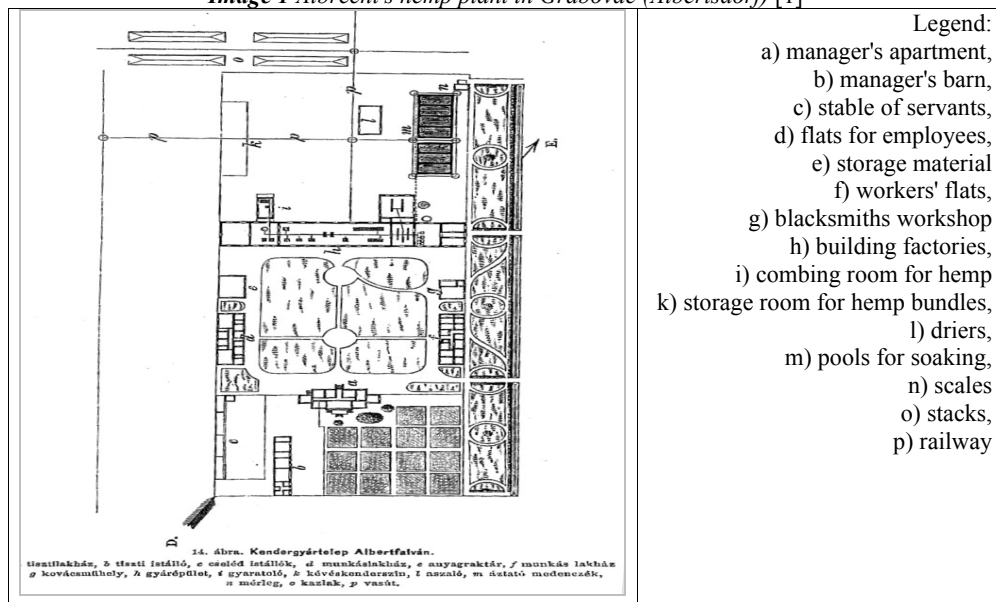 Image 1 Albrecht's hemp plant in Grabovac (Albertsdorf) [1]
o
p
n
l
m
p
p
k
E.
i
h
e
g
d
f
a
c
b
D.
14. ábra. Kendergyártelep Albertfalván.
tisztilakház, b tiszti istálló, c cseléd istállók, d munkáslakház, e anyagraktár, f munkás lakház
g kovácsműhely, h gyárépület, i gyaratoló, k kévéskenderszín, l aszaló, m áztató medenczék,
n mérleg, o kazlak, p vasút.
Legend:
a) manager's apartment,
b) manager's barn,
c) stable of servants,
d) flats for employees,
e) storage material
f) workers' flats,
g) blacksmiths workshop
h) building factories,
i) combing room for hemp
k) storage room for hemp bundles,
l) driers,
m) pools for soaking,
n) scales
o) stacks,
p) railway